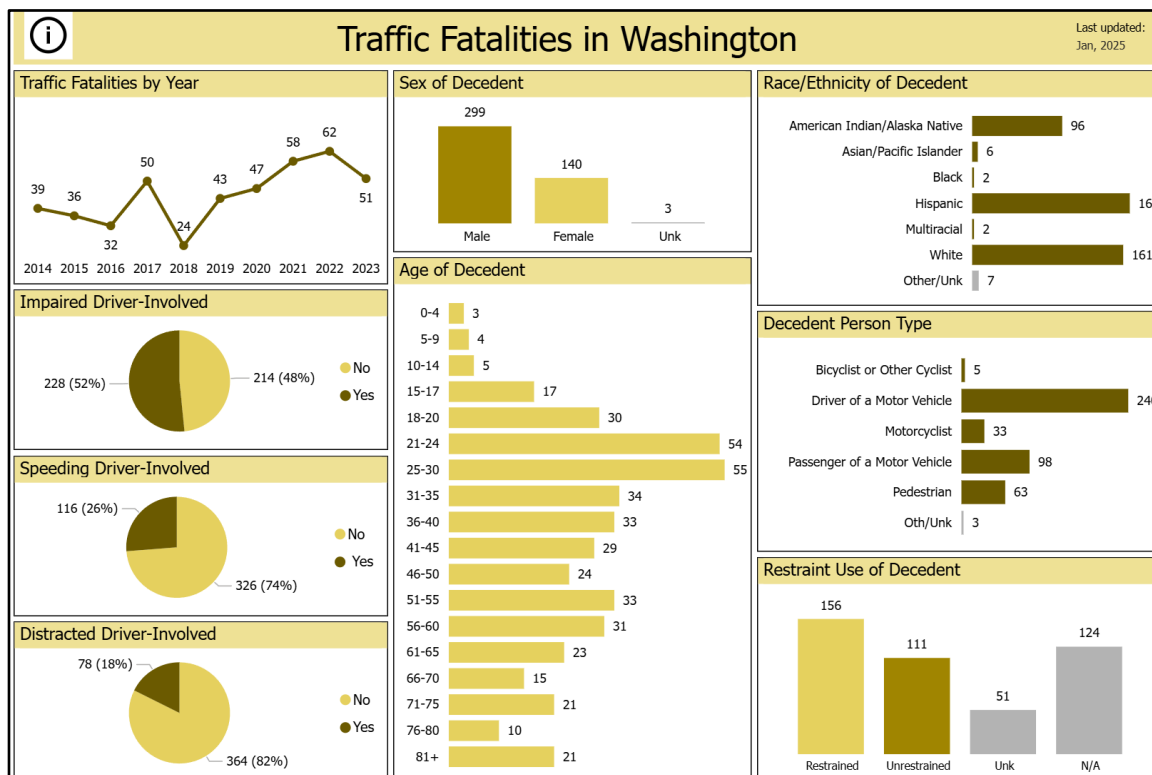 i
Traffic Fatalities in Washington
Last updated:
Jan, 2025
Traffic Fatalities by Year
39
36
32
50
24
43
47
58
62
51
2014 2015 2016 2017 2018 2019 2020 2021 2022 2023
Impaired Driver-Involved
228 (52%)
214 (48%)
No
Yes
Speeding Driver-Involved
116 (26%)
326 (74%)
No
Yes
Distracted Driver-Involved
78 (18%)
364 (82%)
No
Yes
Sex of Decedent
299
140
3
Male Female Unk
Age of Decedent
0-4 3
5-9 4
10-14 5
15-17 17
18-20 30
21-24 54
25-30 55
31-35 34
36-40 33
41-45 29
46-50 24
51-55 33
56-60 31
61-65 23
66-70 15
71-75 21
76-80 10
81+ 21
Race/Ethnicity of Decedent
American Indian/Alaska Native 96
Asian/Pacific Islander 6
Black 2
Hispanic
Multiracial 2
White 161
Other/Unk 7
Decedent Person Type
Bicyclist or Other Cyclist 5
Driver of a Motor Vehicle
Motorcyclist 33
Passenger of a Motor Vehicle 98
Pedestrian 63
Oth/Unk 3
Restraint Use of Decedent
156
111
51
124
Restrained Unrestrained Unk N/A